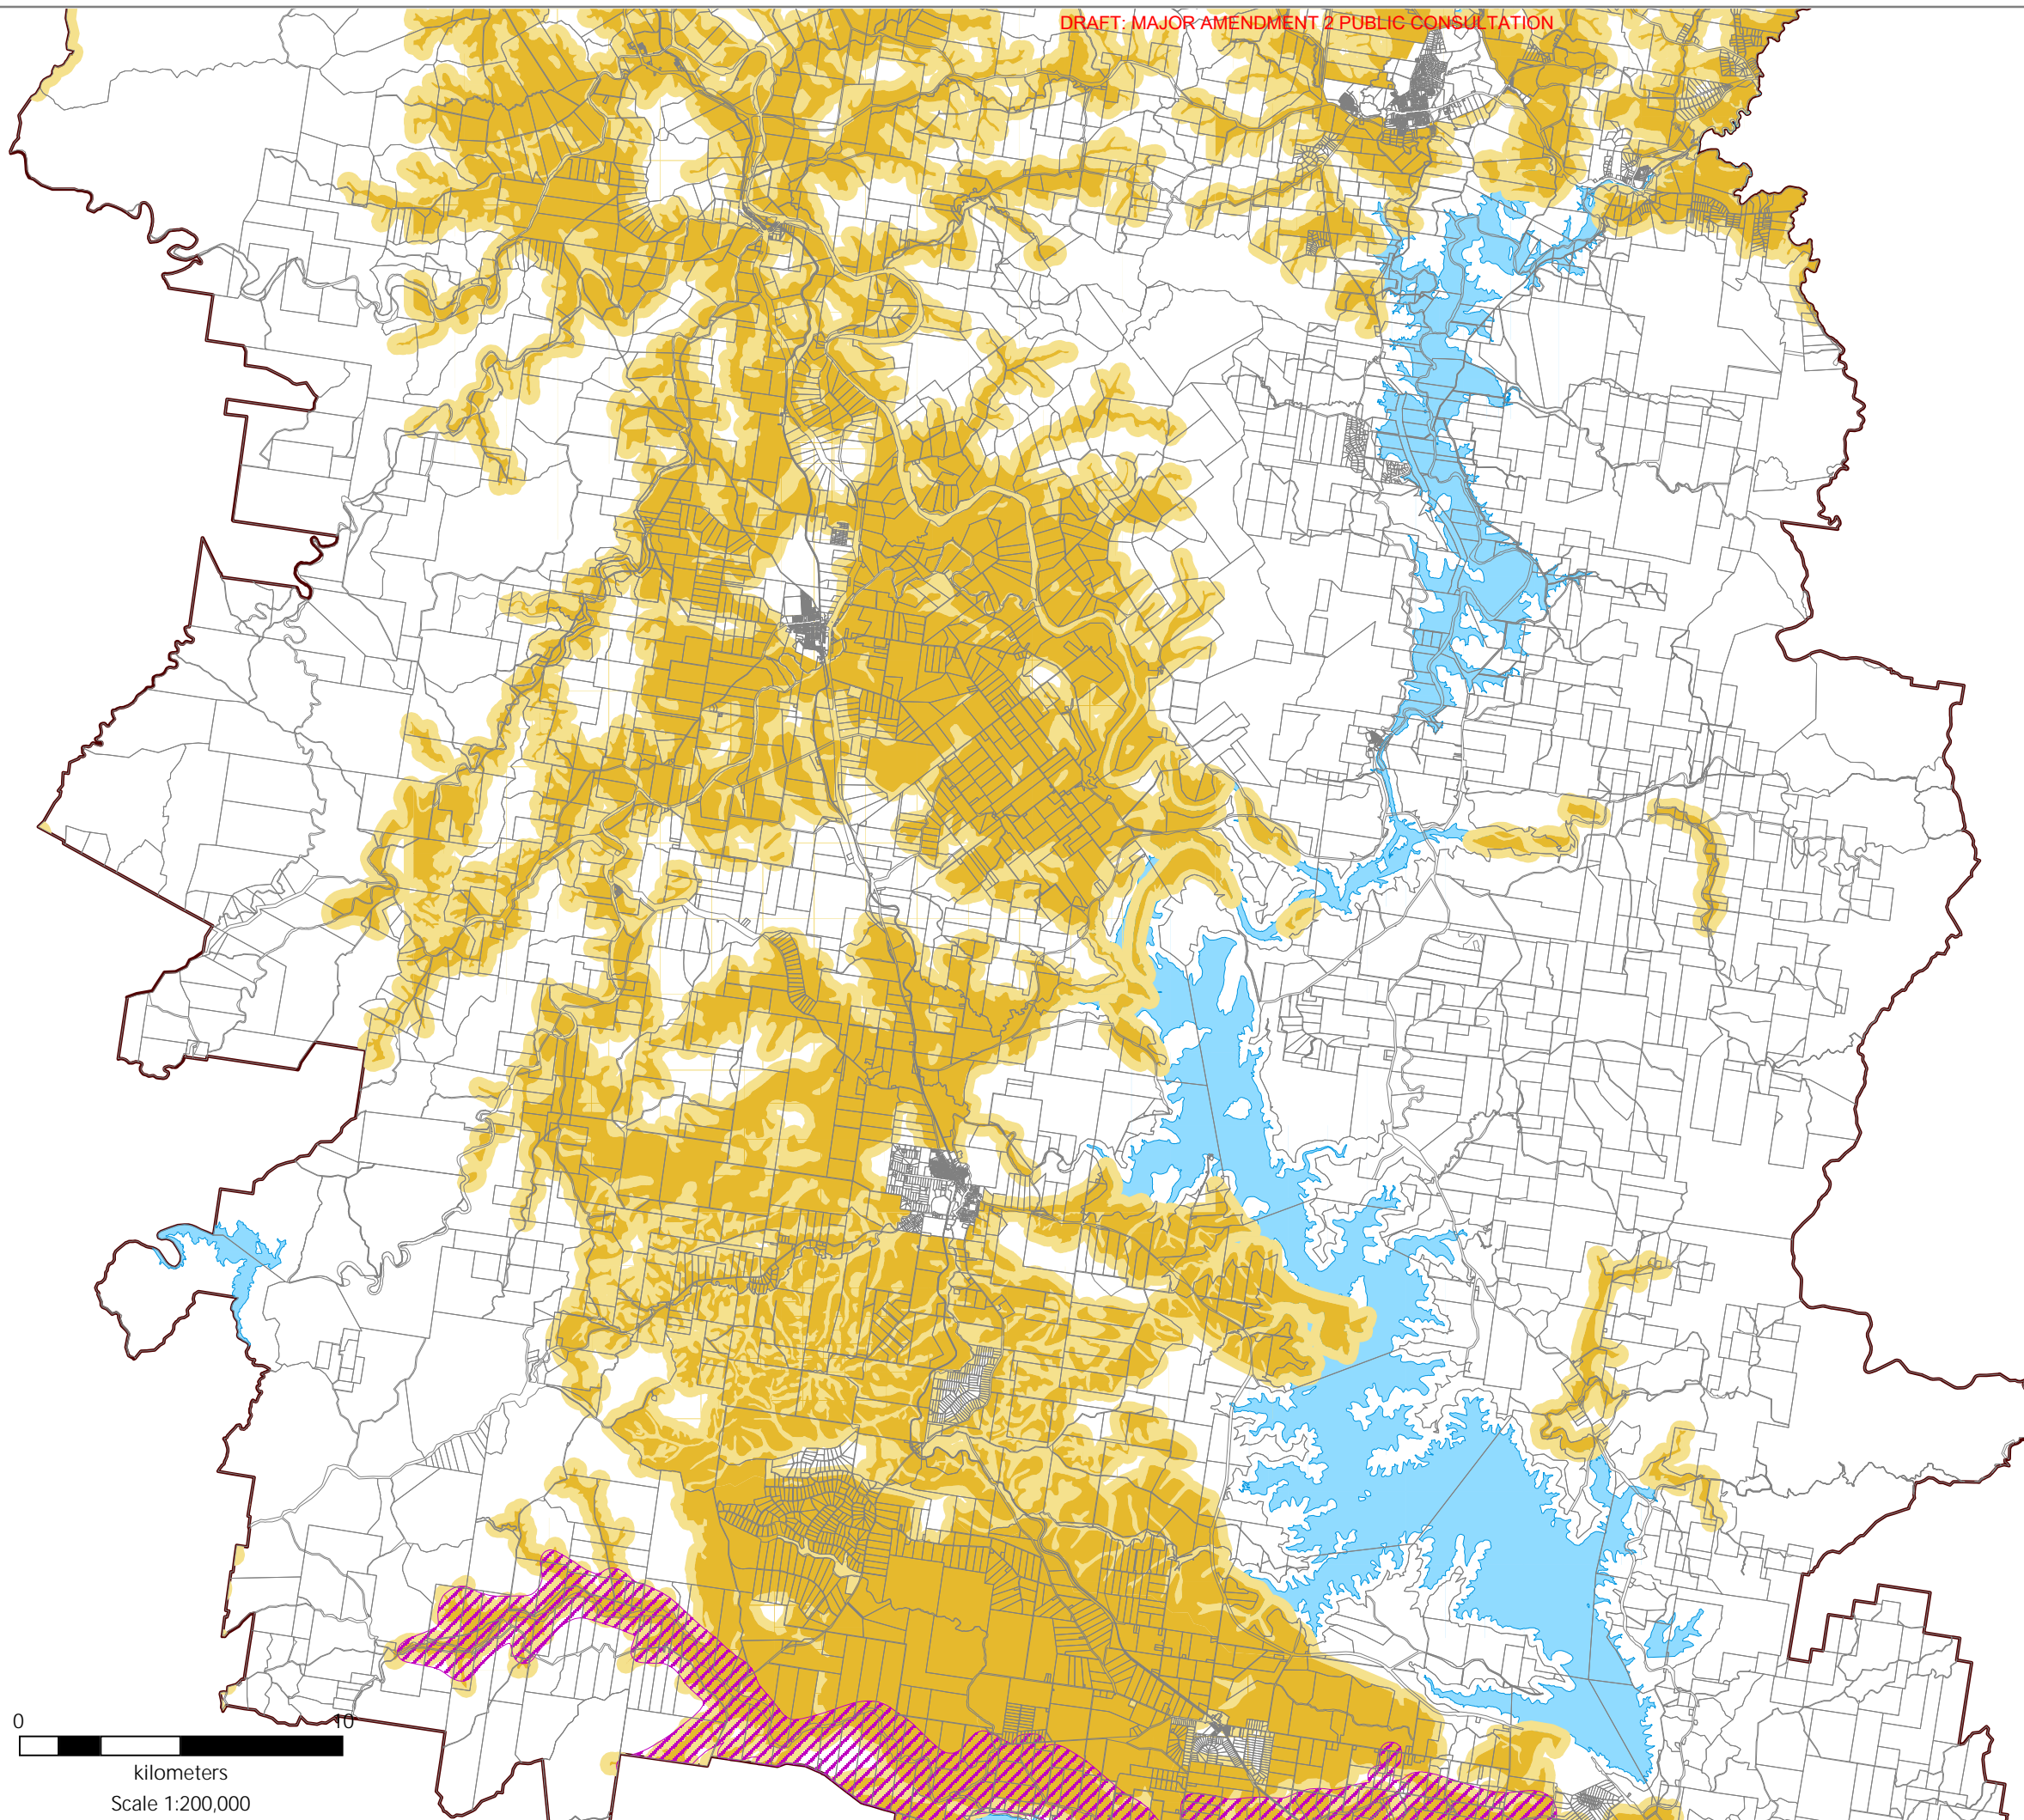 DRAFT: MAJOR AMENDMENT 2 PUBLIC CONSULTATION
0 10
kilometers
Scale 1:200,000